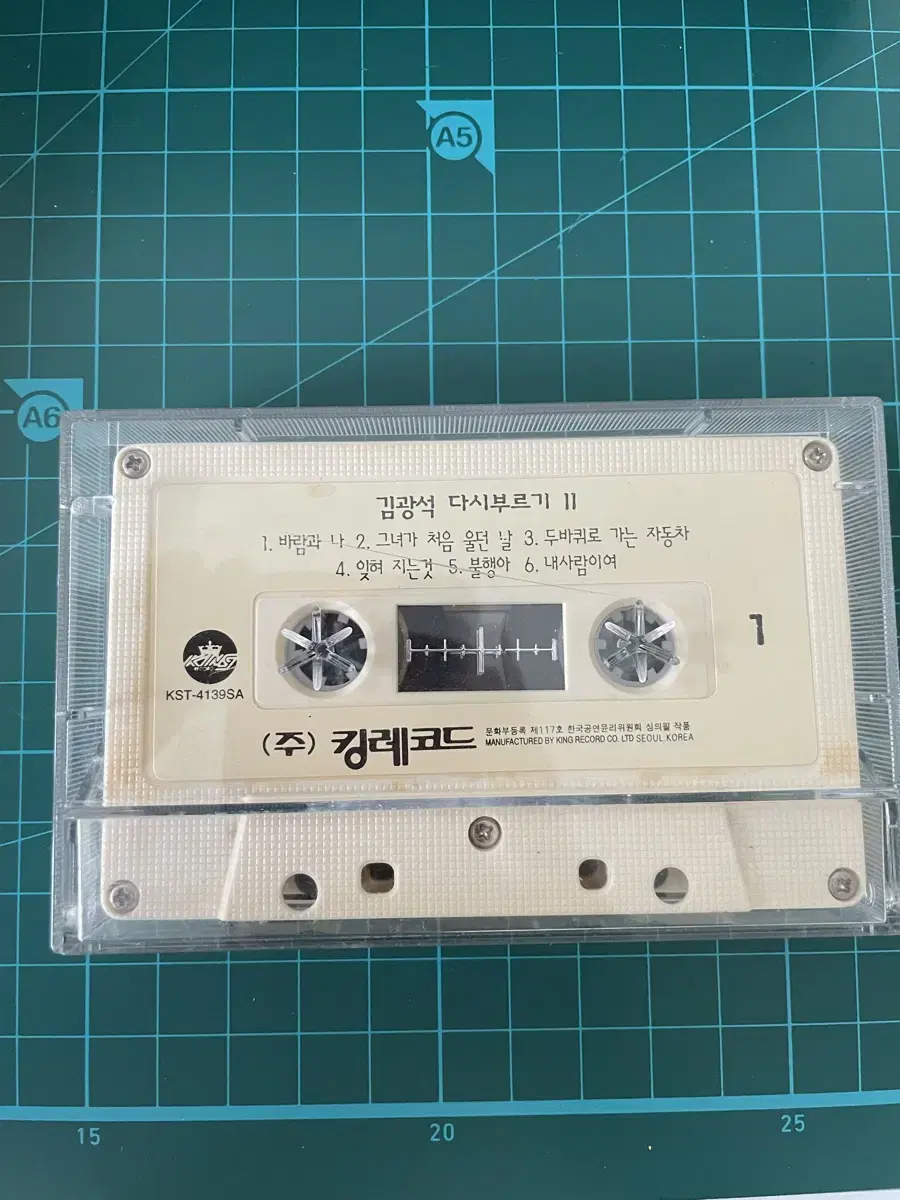 A5
A6
김광석 다시부르기 II
1. 바람과 나 2. 그녀가 처음 울던 날 3. 두바퀴로 가는 자동차
4. 잊혀 지는것 5. 불행아 6. 내사람이여
1
KING
KST-4139SA
(주) 킹레코드
문화부등록 제117호 한국공연윤리위원회 심의필 작품
MANUFACTURED BY KING RECORD CO. LTD SEOUL. KOREA
15 20 25